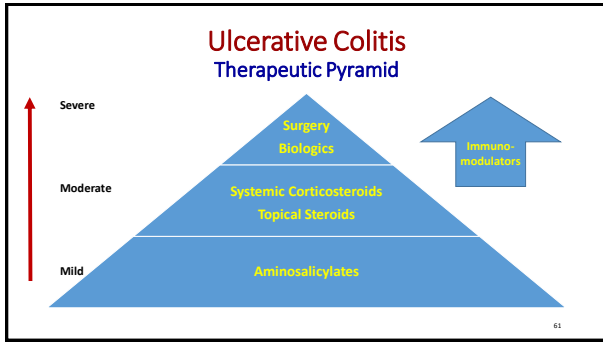 Ulcerative Colitis
Therapeutic Pyramid
Severe
Surgery
Biologics
Immuno-
modulators
Moderate
Systemic Corticosteroids
Topical Steroids
Mild
Aminosalicylates
61